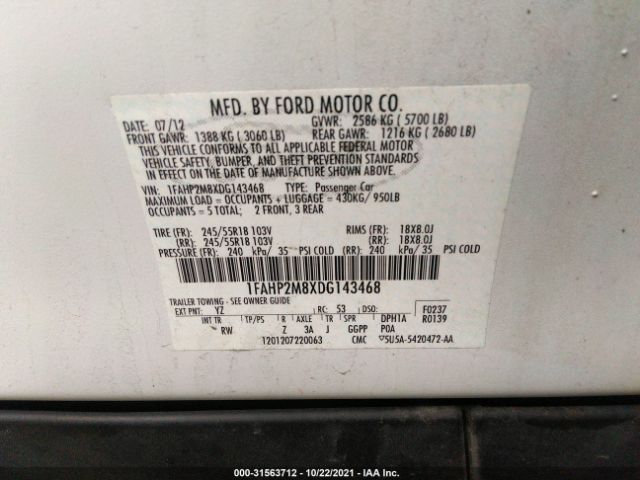 MFD. BY FORD MOTOR CO.
DATE: 07/12 GVWR: 2586 KG ( 5700 LB)
FRONT GAWR: 1388 KG ( 3060 LB) REAR GAWR: 1216 KG ( 2680 LB)
THIS VEHICLE CONFORMS TO ALL APPLICABLE FEDERAL MOTOR
VEHICLE SAFETY, BUMPER, AND THEFT PREVENTION STANDARDS
IN EFFECT ON THE DATE OF MANUFACTURE SHOWN ABOVE.
VIN: 1FAHP2M8XDG143468 TYPE: Passenger Car
MAXIMUM LOAD = OCCUPANTS + LUGGAGE = 430KG/ 950LB
OCCUPANTS = 5 TOTAL; 2 FRONT, 3 REAR
TIRE (FR): 245/55R18 103V RIMS (FR): 18X8.0J
(RR): 245/55R18 103V (RR): 18X8.0J
PRESSURE (FR): 240 kPa/ 35 PSI COLD (RR): 240 kPa/ 35 PSI COLD
1FAHP2M8XDG143468
TRAILER TOWING - SEE OWNER GUIDE
EXT PNT: YZ RC: 53 DSO: F0237
INT TR TP/PS R AXLE TR SPR DPH1A R0139
RW Z 3A J GGPP POA
1201207220063 CMC ▽5U5A-5420472-AA
000-31563712 - 10/22/2021 - IAA Inc.